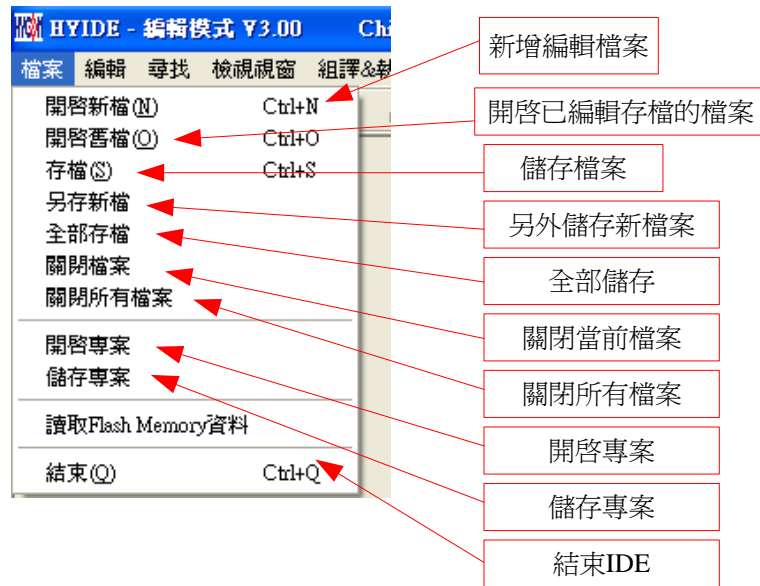 HYIDE - 編輯模式 V3.00 Chi
檔案 編輯 尋找 檢視視窗 組譯&
開啓新檔(N) Ctrl+N
開啓舊檔(O) Ctrl+O
存檔(S) Ctrl+S
另存新檔
全部存檔
關閉檔案
關閉所有檔案
開啓專案
儲存專案
讀取Flash Memory資料
結束(Q) Ctrl+Q
新增編輯檔案
開啓已編輯存檔的檔案
儲存檔案
另外儲存新檔案
全部儲存
關閉當前檔案
關閉所有檔案
開啓專案
儲存專案
結束IDE